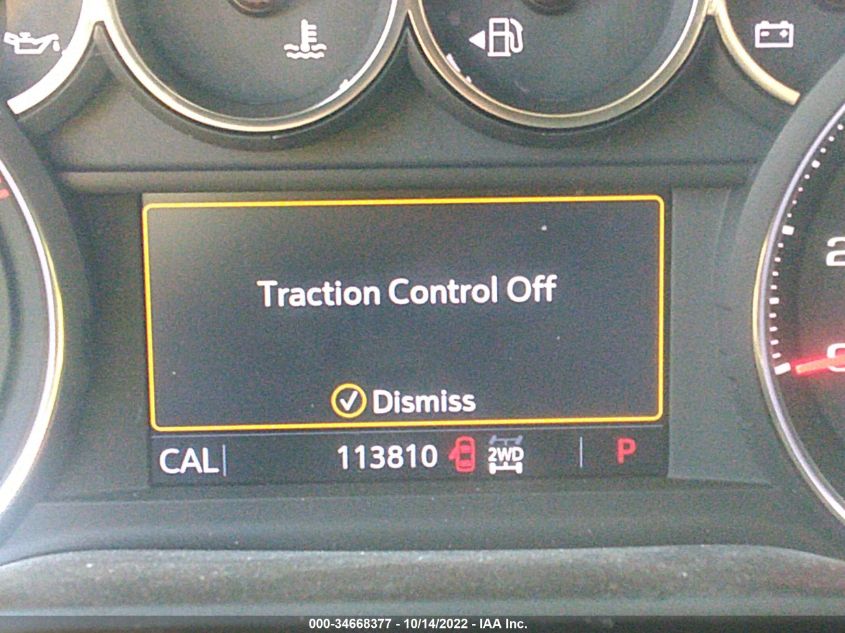 Traction Control Off
Dismiss
CAL 113810 2WD P
000-34668377 - 10/14/2022 - IAA Inc.